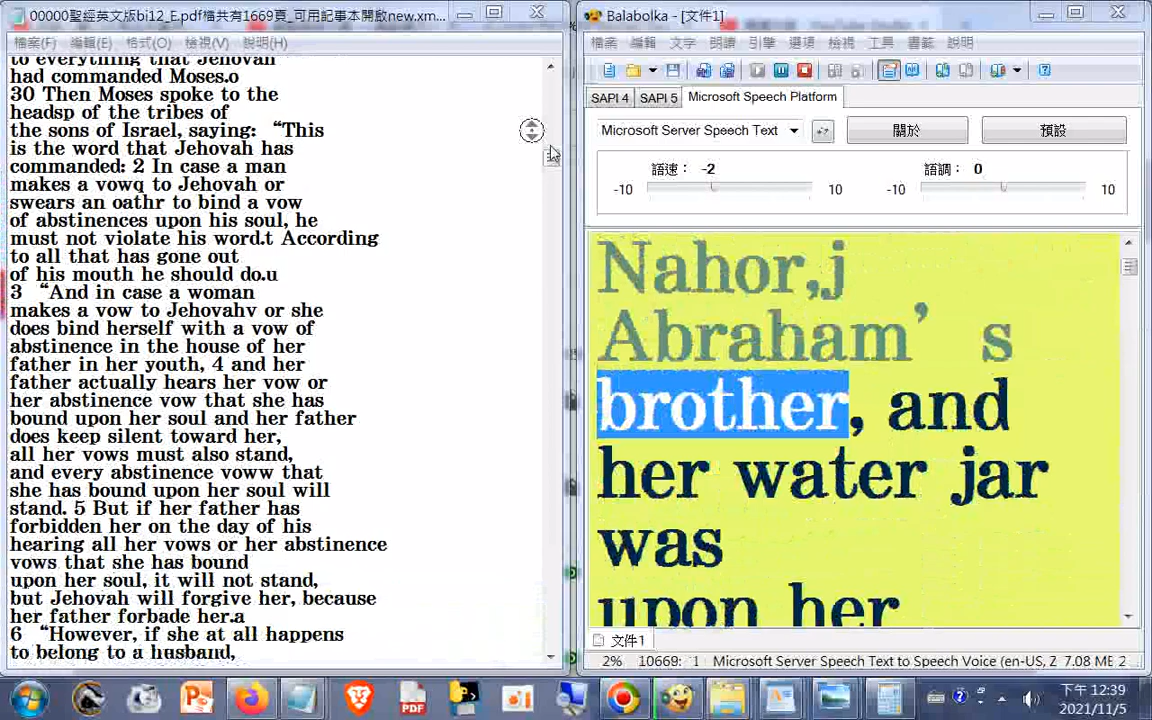 00000聖經英文版bi12_E.pdf檔共有1669頁_可用記事本開啟new.xm...
檔案(F) 編輯(E) 格式(O) 檢視(V) 說明(H)
to everything that Jehovah
had commanded Moses.o
30 Then Moses spoke to the
headsp of the tribes of
the sons of Israel, saying: “This
is the word that Jehovah has
commanded: 2 In case a man
makes a vowq to Jehovah or
swears an oathr to bind a vow
of abstinences upon his soul, he
must not violate his word.t According
to all that has gone out
of his mouth he should do.u
3 “And in case a woman
makes a vow to Jehovahv or she
does bind herself with a vow of
abstinence in the house of her
father in her youth, 4 and her
father actually hears her vow or
her abstinence vow that she has
bound upon her soul and her father
does keep silent toward her,
all her vows must also stand,
and every abstinence voww that
she has bound upon her soul will
stand. 5 But if her father has
forbidden her on the day of his
hearing all her vows or her abstinence
vows that she has bound
upon her soul, it will not stand,
but Jehovah will forgive her, because
her father forbade her.a
6 “However, if she at all happens
to belong to a husband,
Balabolka - [文件1]
檔案 編輯 文字 朗讀 引擎 選項 檢視 工具 書籤 說明
SAPI 4 SAPI 5 Microsoft Speech Platform
Microsoft Server Speech Text 關於 預設
語速： -2 語調： 0
-10 10 -10 10
Nahor,j
Abraham’s
brother, and
her water jar
was
upon her
文件1
2% 10669: 1 Microsoft Server Speech Text to Speech Voice (en-US, Z 7.08 MB 2
PDF
下午 12:39
2021/11/5